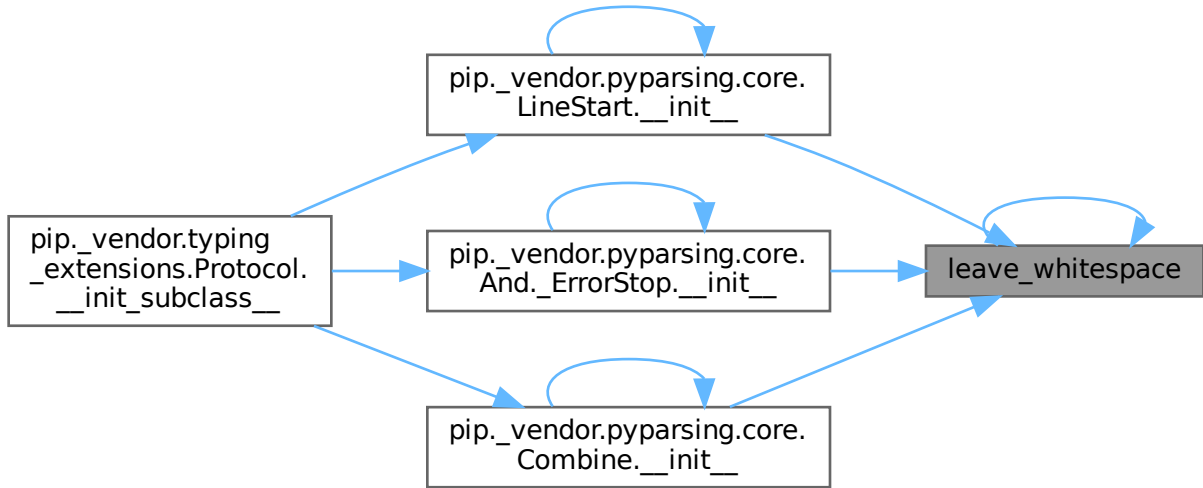 pip._vendor.pyparsing.core.
LineStart.__init__
pip._vendor.typing
_extensions.Protocol.
__init_subclass__
pip._vendor.pyparsing.core.
And._ErrorStop.__init__
leave_whitespace
pip._vendor.pyparsing.core.
Combine.__init__